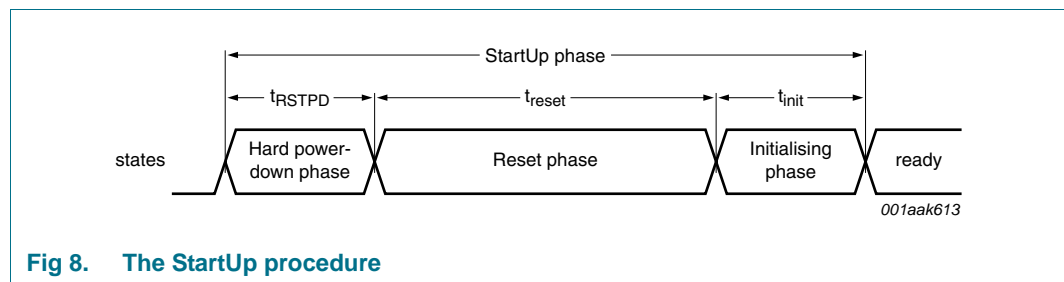 StartUp phase
tRSTPD
treset
tinit
states
Hard power-
down phase
Reset phase
Initialising
phase
ready
001aak613
Fig 8. The StartUp procedure